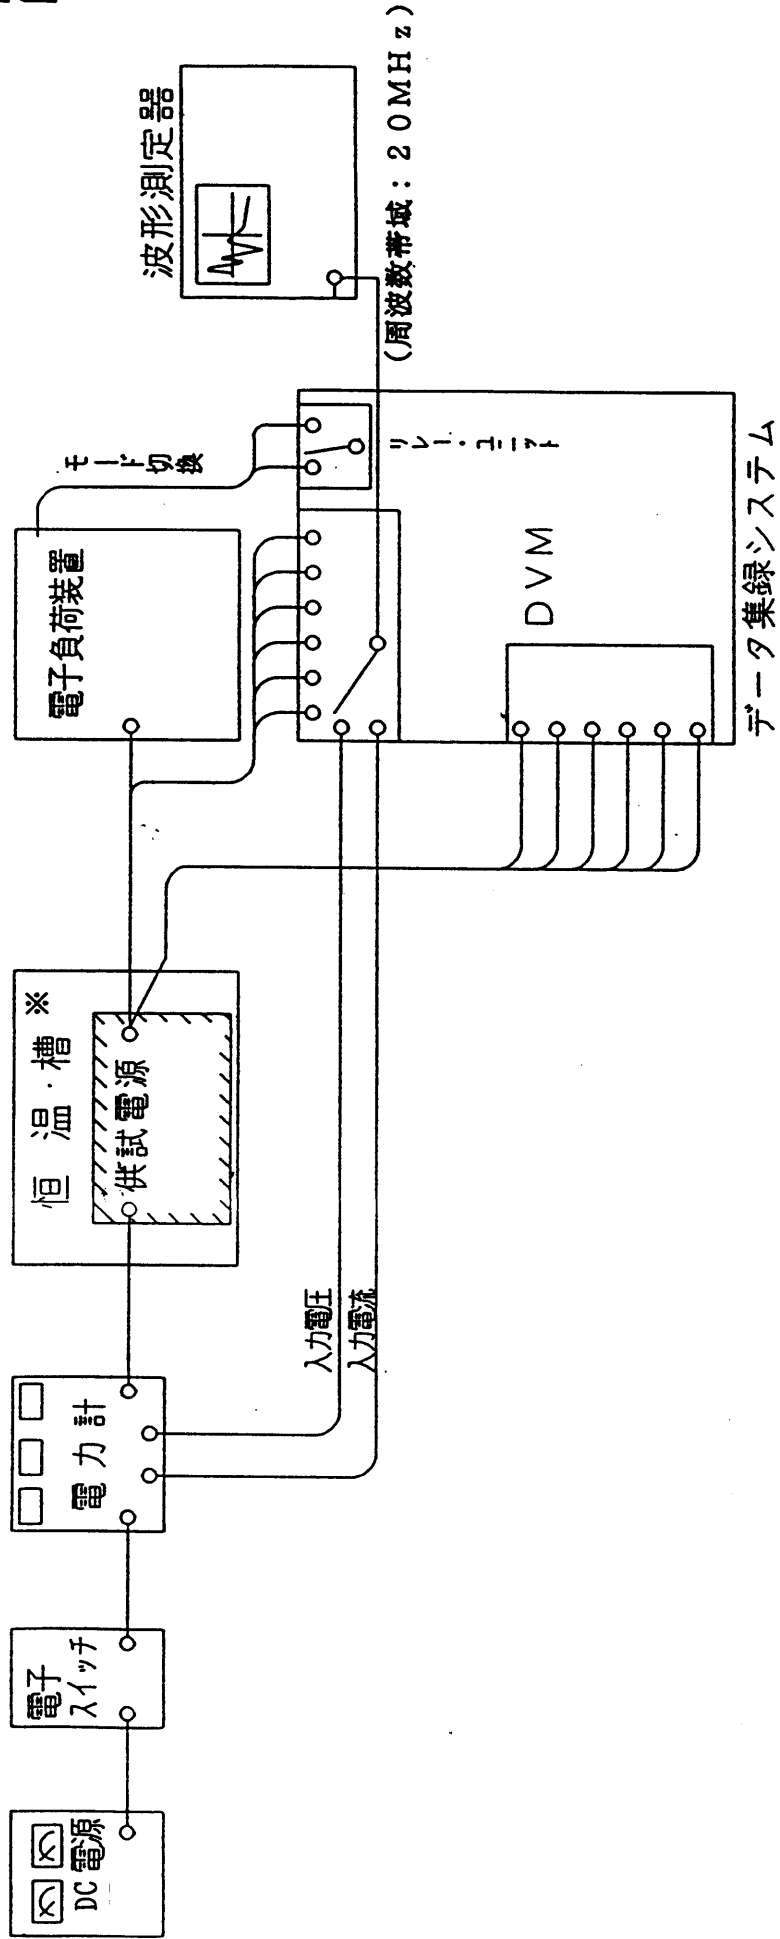 DC電源
電子
スイッチ
電力計
恒温・槽 ※
供試電源
電子負荷装置
モード切換
波形測定器
(周波数帯域:20MHz)
リレー・ユニット
入力電圧
入力電流
DVM
データ集録システム